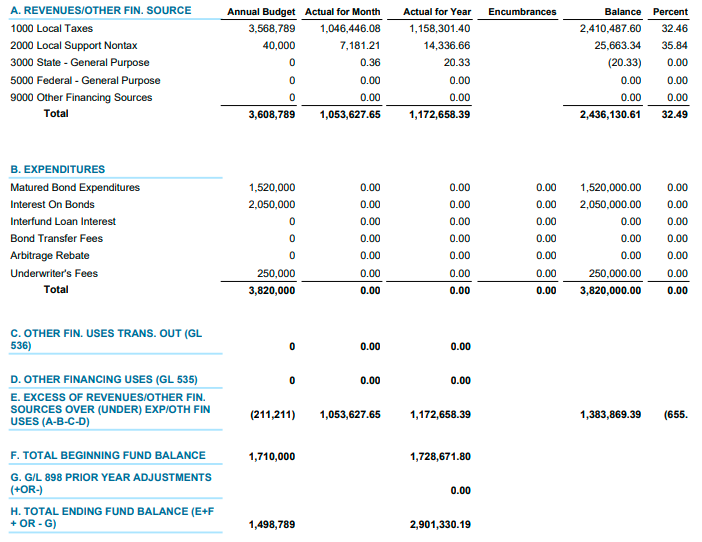 A. REVENUES/OTHER FIN. SOURCE Annual Budget Actual for Month Actual for Year Encumbrances Balance Percent
1000 Local Taxes 3,568,789 1,046,446.08 1,158,301.40 2,410,487.60 32.46
2000 Local Support Nontax 40,000 7,181.21 14,336.66 25,663.34 35.84
3000 State - General Purpose 0 0.36 20.33 (20.33) 0.00
5000 Federal - General Purpose 0 0.00 0.00 0.00 0.00
9000 Other Financing Sources 0 0.00 0.00 0.00 0.00
Total 3,608,789 1,053,627.65 1,172,658.39 2,436,130.61 32.49
B. EXPENDITURES
Matured Bond Expenditures 1,520,000 0.00 0.00 0.00 1,520,000.00 0.00
Interest On Bonds 2,050,000 0.00 0.00 0.00 2,050,000.00 0.00
Interfund Loan Interest 0 0.00 0.00 0.00 0.00 0.00
Bond Transfer Fees 0 0.00 0.00 0.00 0.00 0.00
Arbitrage Rebate 0 0.00 0.00 0.00 0.00 0.00
Underwriter's Fees 250,000 0.00 0.00 0.00 250,000.00 0.00
Total 3,820,000 0.00 0.00 0.00 3,820,000.00 0.00
C. OTHER FIN. USES TRANS. OUT (GL
536) 0 0.00 0.00
D. OTHER FINANCING USES (GL 535) 0 0.00 0.00
E. EXCESS OF REVENUES/OTHER FIN.
SOURCES OVER (UNDER) EXP/OTH FIN
USES (A-B-C-D) (211,211) 1,053,627.65 1,172,658.39 1,383,869.39 (655.
F. TOTAL BEGINNING FUND BALANCE 1,710,000 1,728,671.80
G. G/L 898 PRIOR YEAR ADJUSTMENTS
(+OR-) 0.00
H. TOTAL ENDING FUND BALANCE (E+F
+ OR - G) 1,498,789 2,901,330.19